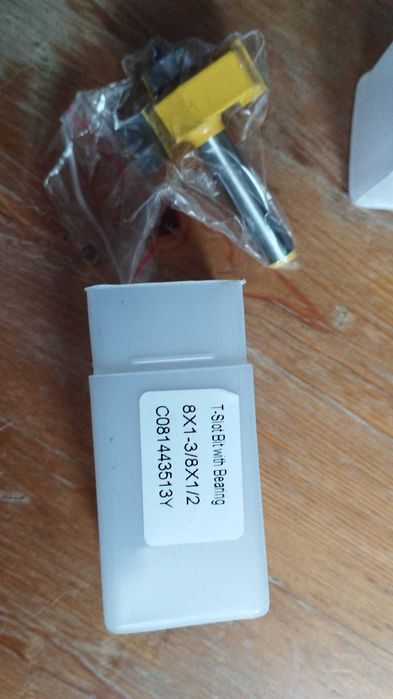 T-Slot Bit with Bearing
8X1-3/8X1/2
C081443513Y